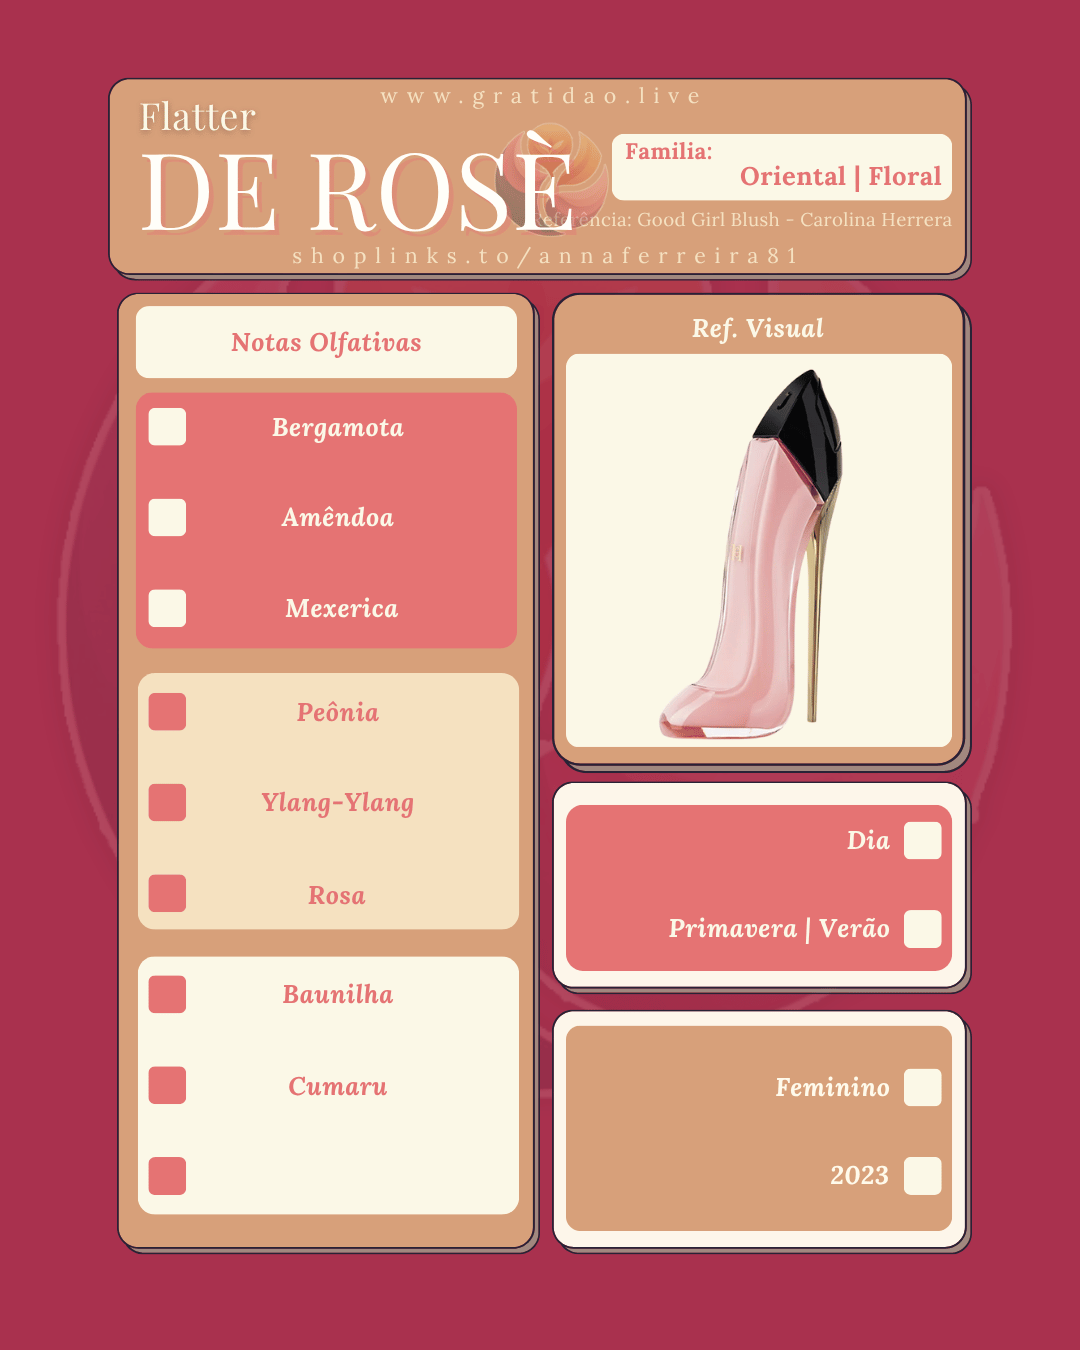 www.gratidao.live
Flatter
DE ROSÈ
Familia:
Oriental | Floral
Referência: Good Girl Blush - Carolina Herrera
shoplinks.to/annaferreira81
Notas Olfativas
Bergamota
Amêndoa
Mexerica
Peônia
Ylang-Ylang
Rosa
Baunilha
Cumaru
Ref. Visual
Dia
Primavera | Verão
Feminino
2023